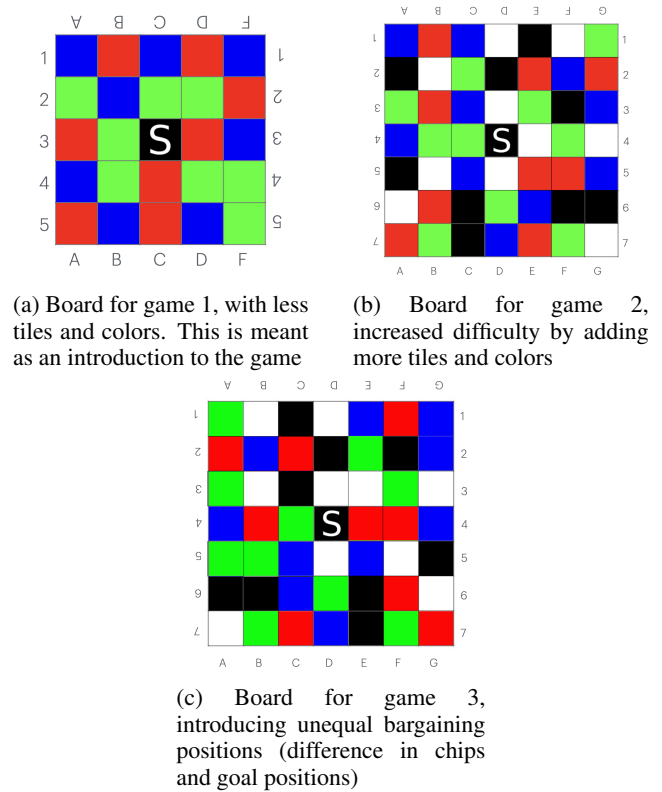 A B C D F
1 1
2 2
3 S 3
4 4
5 5
A B C D F
A B C D E F G
1 1
2 2
3 3
4 S 4
5 5
6 6
7 7
A B C D E F G
(a) Board for game 1, with less
tiles and colors. This is meant
as an introduction to the game
(b) Board for game 2,
increased difficulty by adding
more tiles and colors
A B C D E F G
1 1
2 2
3 3
4 S 4
5 5
6 6
7 7
A B C D E F G
(c) Board for game 3,
introducing unequal bargaining
positions (difference in chips
and goal positions)